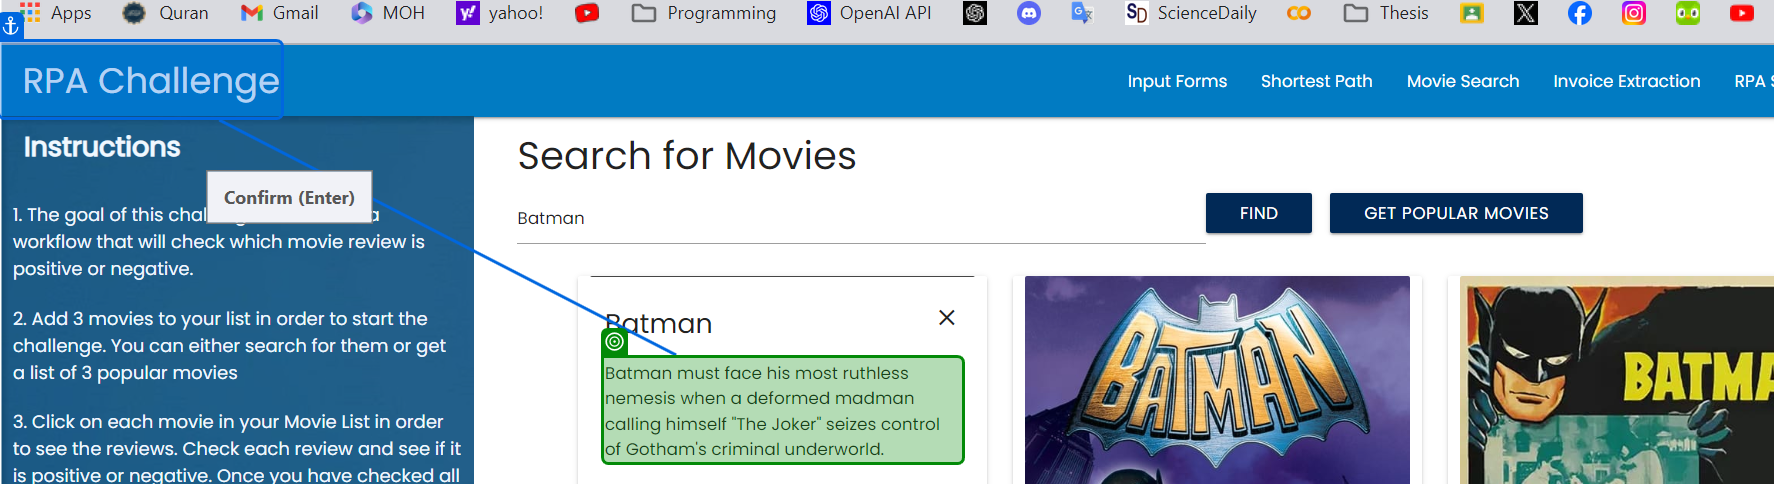 Apps Quran Gmail MOH yahoo! Programming OpenAI API SD ScienceDaily Thesis
RPA Challenge
Input Forms Shortest Path Movie Search Invoice Extraction RPA
Instructions
Confirm (Enter)
1. The goal of this a
workflow that will check which movie review is
positive or negative.
2. Add 3 movies to your list in order to start the
challenge. You can either search for them or get
a list of 3 popular movies
3. Click on each movie in your Movie List in order
to see the reviews. Check each review and see if it
is positive or negative. Once you have checked all
Search for Movies
Batman
FIND
GET POPULAR MOVIES
Batman
Batman must face his most ruthless
nemesis when a deformed madman
calling himself "The Joker" seizes control
of Gotham's criminal underworld.
BATMAN